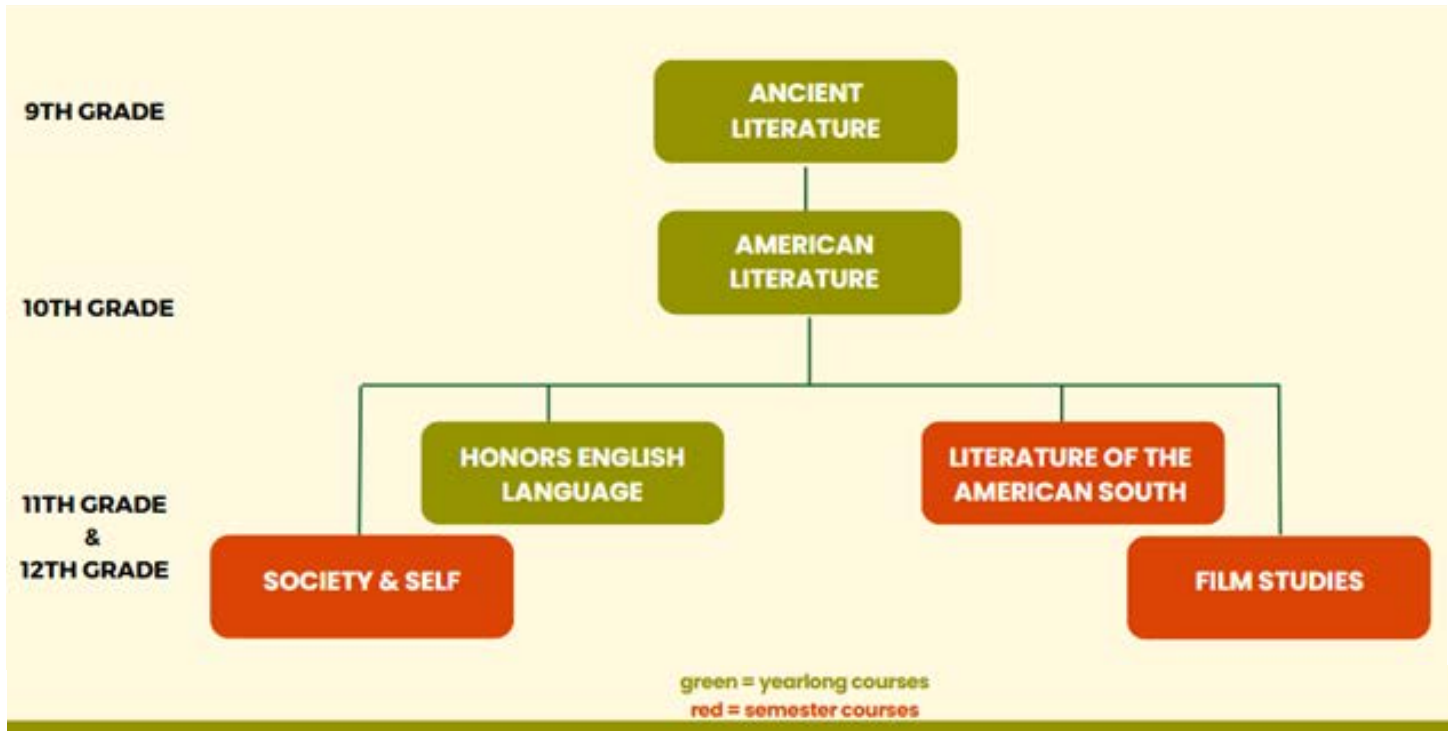 9TH GRADE
ANCIENT
LITERATURE
10TH GRADE
AMERICAN
LITERATURE
11TH GRADE
&
12TH GRADE
HONORS ENGLISH
LANGUAGE
LITERATURE OF THE
AMERICAN SOUTH
SOCIETY & SELF
FILM STUDIES
green = yearlong courses
red = semester courses